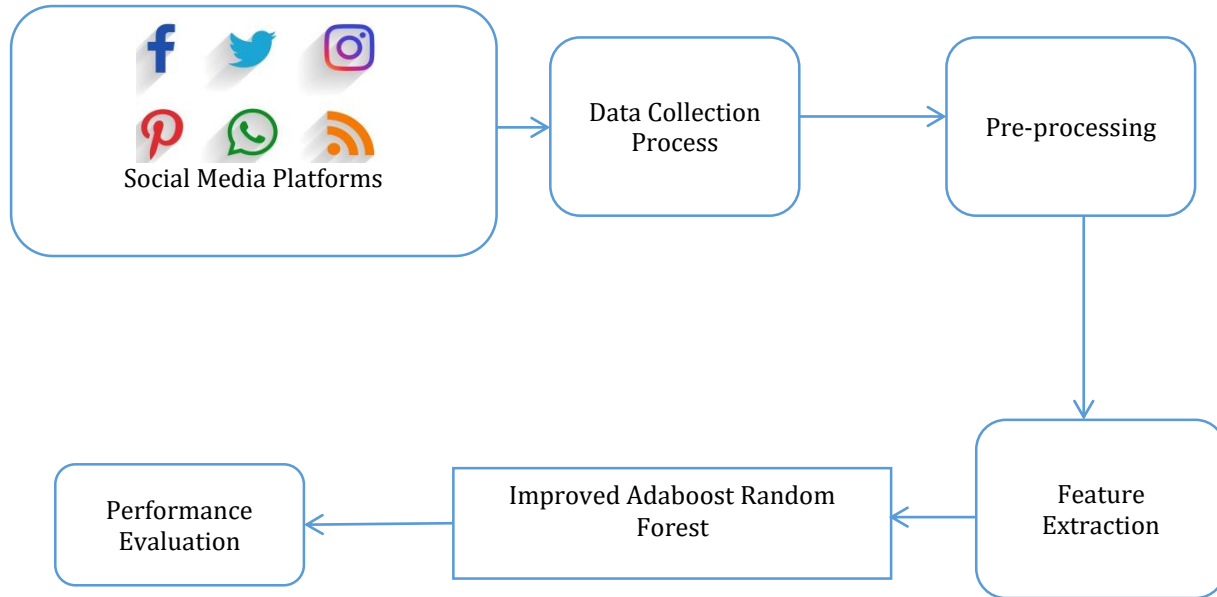 Social Media Platforms
Data Collection
Process
Pre-processing
Feature
Extraction
Improved Adaboost Random
Forest
Performance
Evaluation